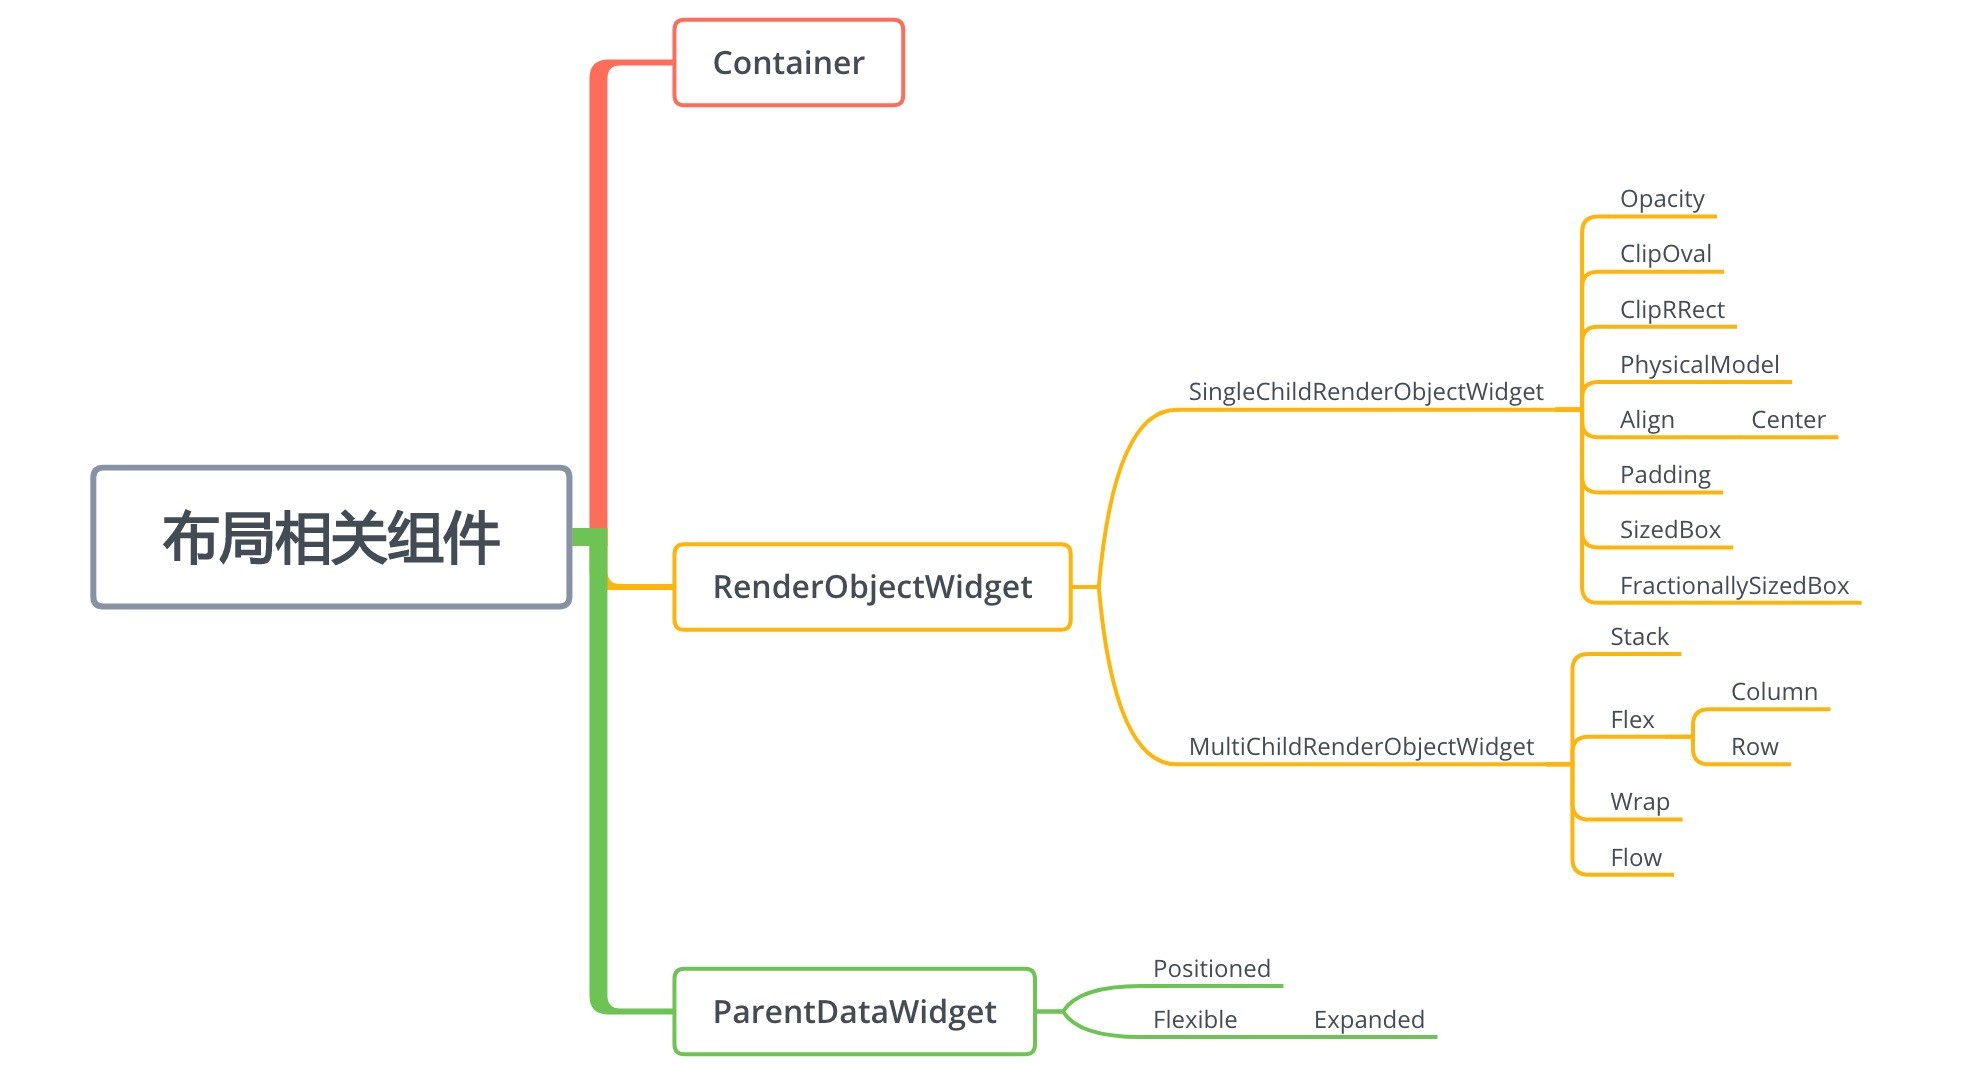 布局相关组件
Container
RenderObjectWidget
SingleChildRenderObjectWidget
Opacity
ClipOval
ClipRRect
PhysicalModel
Align
Center
Padding
SizedBox
FractionallySizedBox
MultiChildRenderObjectWidget
Stack
Flex
Column
Row
Wrap
Flow
ParentDataWidget
Positioned
Flexible
Expanded